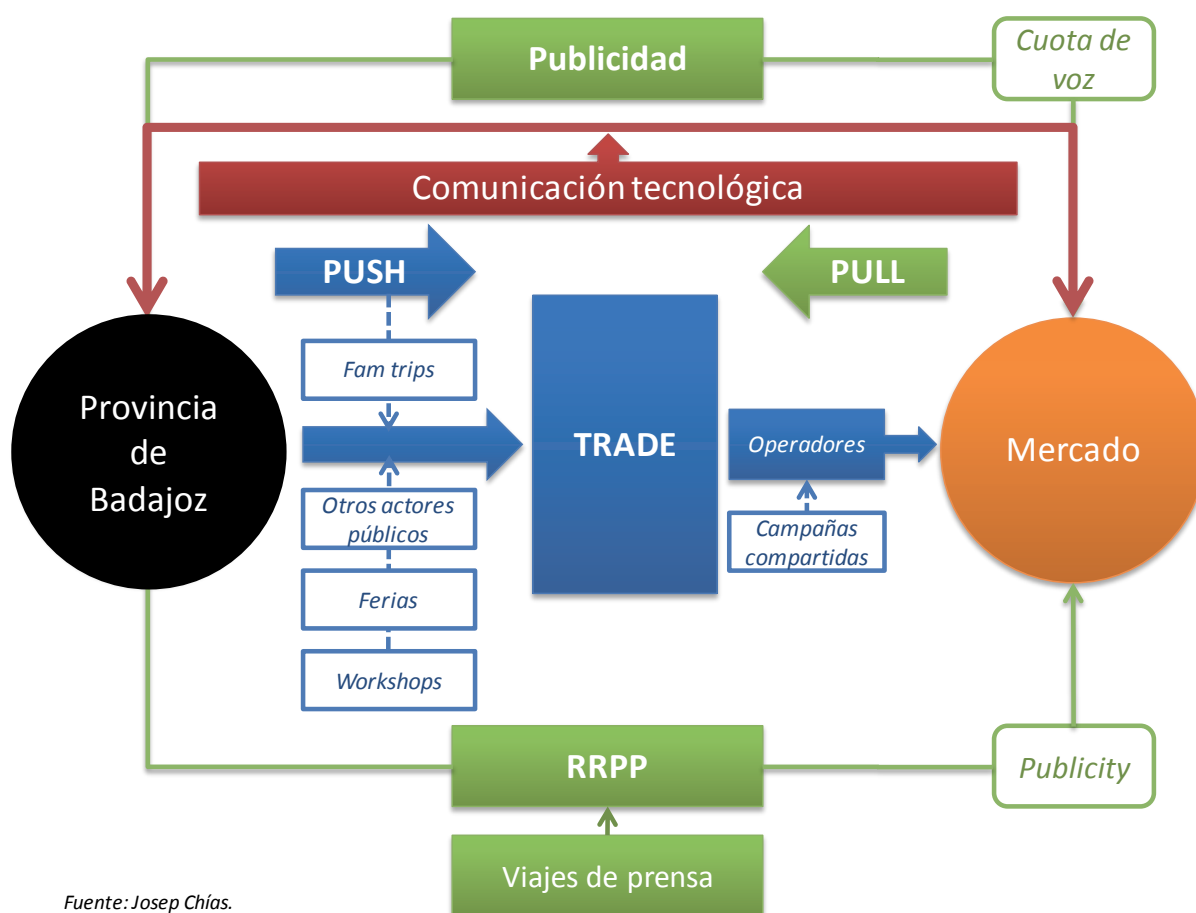 Publicidad
Cuota de
voz
Comunicación tecnológica
PUSH
PULL
Fam trips
Provincia
de
Badajoz
TRADE
Operadores
Mercado
Otros actores
públicos
Campañas
compartidas
Ferias
Workshops
RRPP
Publicity
Viajes de prensa
Fuente: Josep Chías.